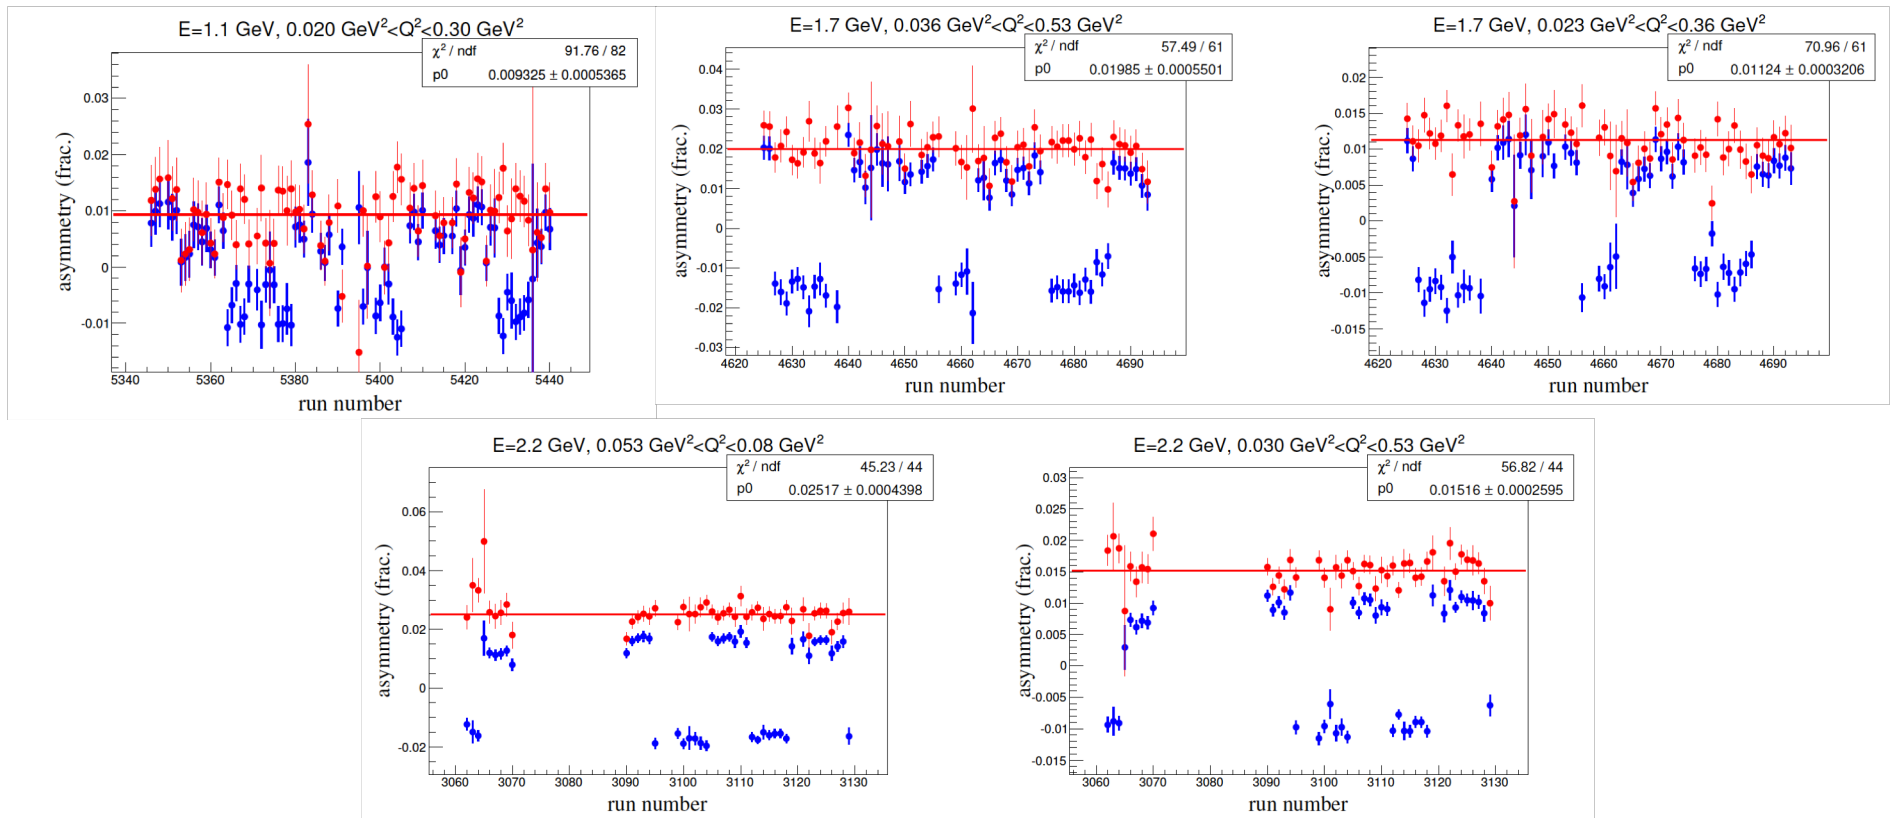 E=1.1 GeV, 0.020 GeV²<Q²<0.30 GeV²
χ² / ndf 91.76 / 82
p0 0.009325 ± 0.0005365
0.03
0.02
0.01
0
-0.01
asymmetry (frac.)
5340 5360 5380 5400 5420 5440
run number
E=1.7 GeV, 0.036 GeV²<Q²<0.53 GeV²
χ² / ndf 57.49 / 61
p0 0.01985 ± 0.0005501
0.04
0.03
0.02
0.01
0
-0.01
-0.02
-0.03
asymmetry (frac.)
4620 4630 4640 4650 4660 4670 4680 4690
run number
E=1.7 GeV, 0.023 GeV²<Q²<0.36 GeV²
χ² / ndf 70.96 / 61
p0 0.01124 ± 0.0003206
0.02
0.015
0.01
0.005
0
-0.005
-0.01
-0.015
asymmetry (frac.)
4620 4630 4640 4650 4660 4670 4680 4690
run number
E=2.2 GeV, 0.053 GeV²<Q²<0.08 GeV²
χ² / ndf 45.23 / 44
p0 0.02517 ± 0.0004398
0.06
0.04
0.02
0
-0.02
asymmetry (frac.)
3060 3070 3080 3090 3100 3110 3120 3130
run number
E=2.2 GeV, 0.030 GeV²<Q²<0.53 GeV²
χ² / ndf 56.82 / 44
p0 0.01516 ± 0.0002595
0.03
0.025
0.02
0.015
0.01
0.005
0
-0.005
-0.01
-0.015
asymmetry (frac.)
3060 3070 3080 3090 3100 3110 3120 3130
run number